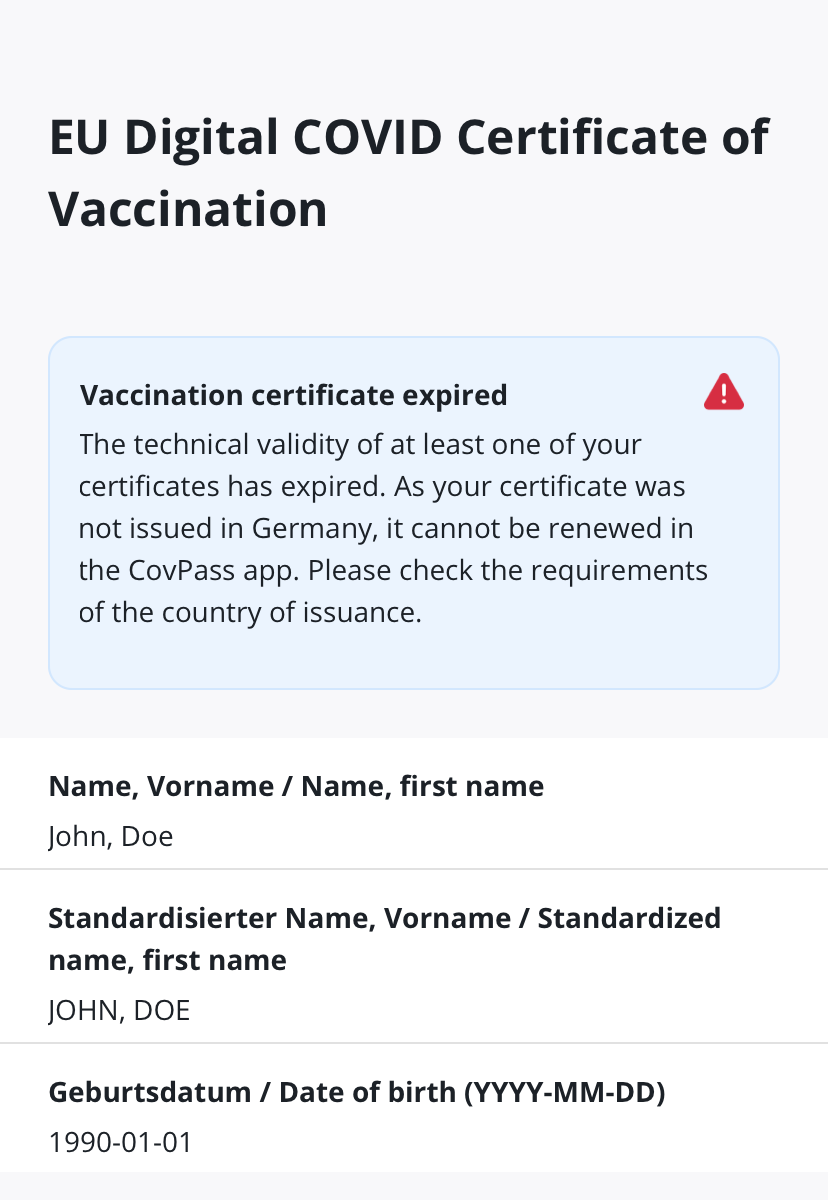 EU Digital COVID Certificate of
Vaccination
Vaccination certificate expired
The technical validity of at least one of your
certificates has expired. As your certificate was
not issued in Germany, it cannot be renewed in
the CovPass app. Please check the requirements
of the country of issuance.
Name, Vorname / Name, first name
John, Doe
Standardisierter Name, Vorname / Standardized
name, first name
JOHN, DOE
Geburtsdatum / Date of birth (YYYY-MM-DD)
1990-01-01